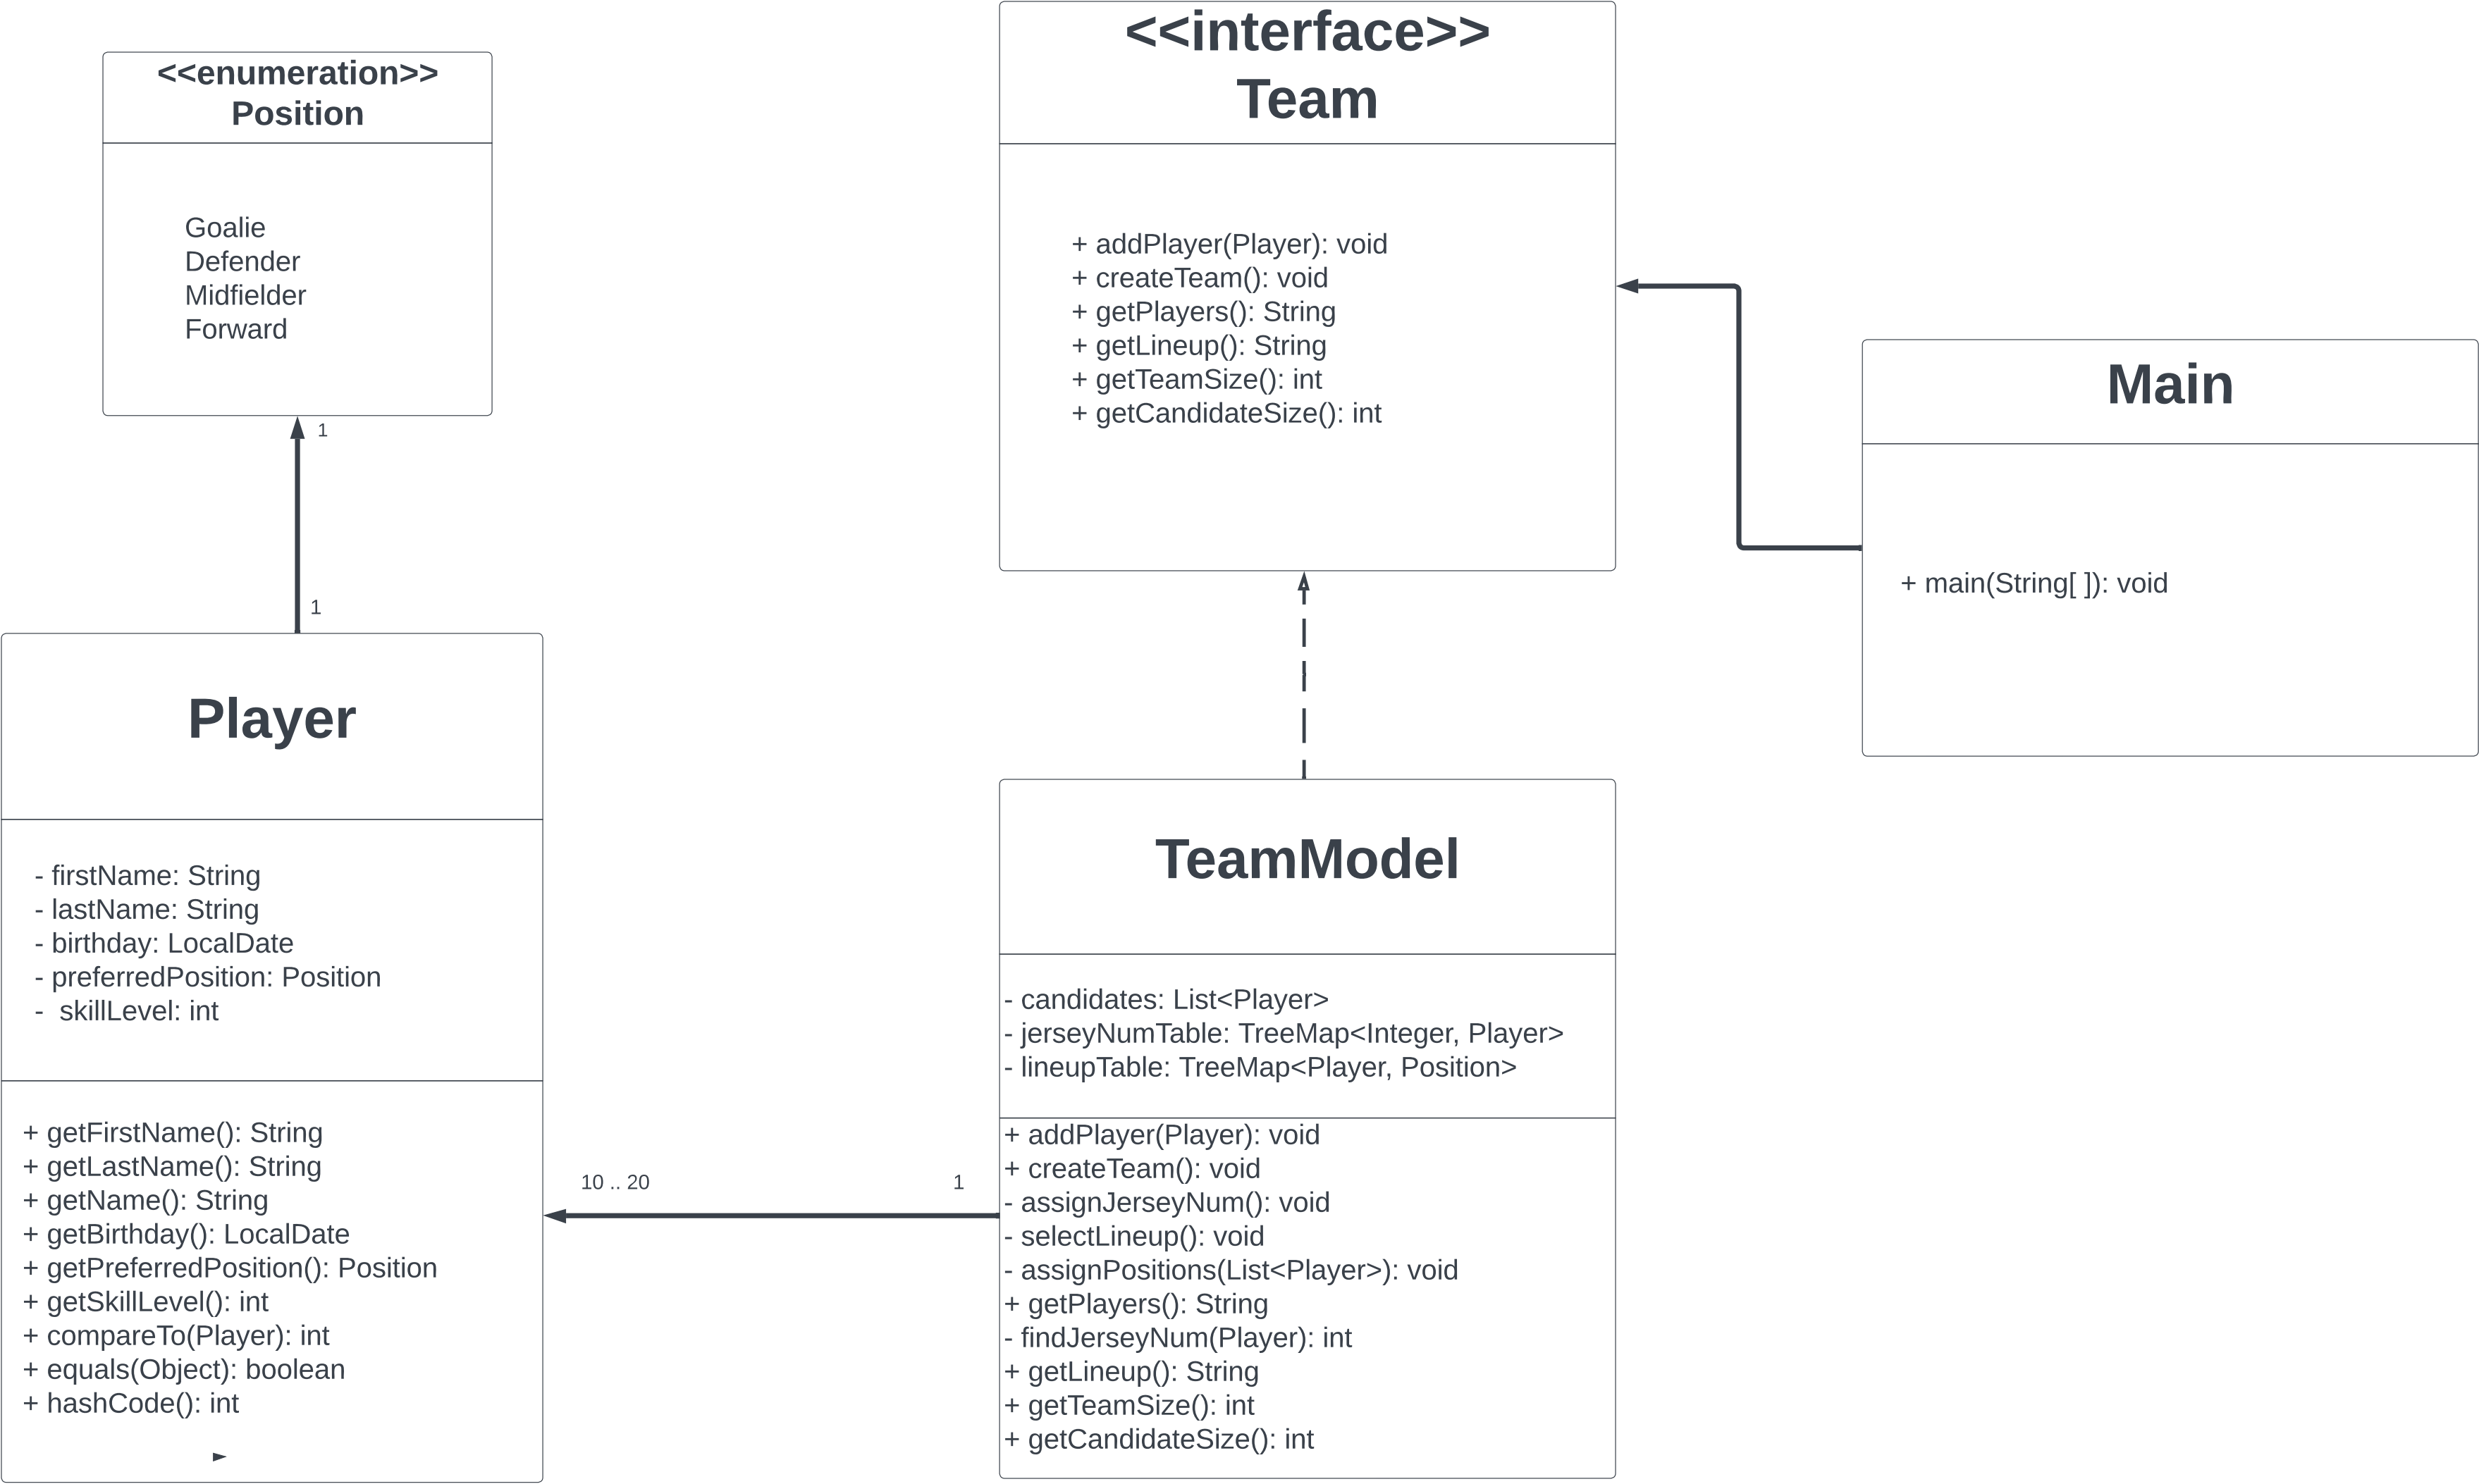 <<enumeration>>
Position
Goalie
Defender
Midfielder
Forward
1
1
Player
- firstName: String
- lastName: String
- birthday: LocalDate
- preferredPosition: Position
-  skillLevel: int
+ getFirstName(): String
+ getLastName(): String
+ getName(): String
+ getBirthday(): LocalDate
+ getPreferredPosition(): Position
+ getSkillLevel(): int
+ compareTo(Player): int
+ equals(Object): boolean
+ hashCode(): int
10 .. 20
1
<<interface>>
Team
+ addPlayer(Player): void
+ createTeam(): void
+ getPlayers(): String
+ getLineup(): String
+ getTeamSize(): int
+ getCandidateSize(): int
TeamModel
- candidates: List<Player>
- jerseyNumTable: TreeMap<Integer, Player>
- lineupTable: TreeMap<Player, Position>
+ addPlayer(Player): void
+ createTeam(): void
- assignJerseyNum(): void
- selectLineup(): void
- assignPositions(List<Player>): void
+ getPlayers(): String
- findJerseyNum(Player): int
+ getLineup(): String
+ getTeamSize(): int
+ getCandidateSize(): int
Main
+ main(String[ ]): void